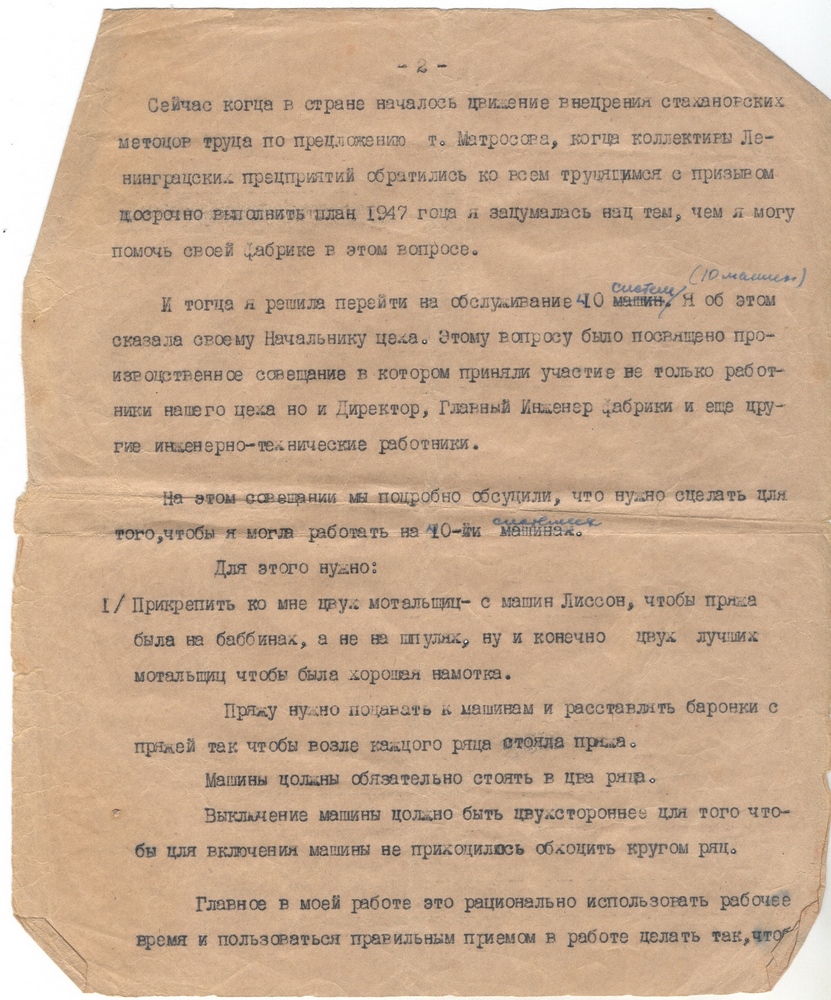 - 2 -
Сейчас когда в стране началось движение внедрения стахановских
методов труда по предложению т. Матросова, когда коллективы Ле-
нинградских предприятий обратились ко всем трудящимся с призывом
досрочно выполнить план 1947 года я задумалась над тем, чем я могу
помочь своей фабрике в этом вопросе.
систем (10 машин)
И тогда я решила перейти на обслуживание 40 машин. Я об этом
сказала своему Начальнику цеха. Этому вопросу было посвящено про-
изводственное совещание в котором приняли участие не только работ-
ники нашего цеха но и Директор, Главный Инженер фабрики и еще дру-
гие инженерно-технические работники.
На этом совещании мы подробно обсудили, что нужно сделать для
того,чтобы я могла работать на 40-ти машинах.
Для этого нужно:
I/ Прикрепить ко мне двух мотальщиц- с машин Лиссон, чтобы пряжа
была на баббинах, а не на шпулях, ну и конечно двух лучших
мотальщиц чтобы была хорошая намотка.
Пряжу нужно подавать к машинам и расставлять баронки с
пряжей так чтобы возле каждого ряда стояла пряжа.
Машины должны обязательно стоять в два ряда.
Выключение машины должно быть двухстороннее для того что-
бы для включения машины не приходилось обходить кругом ряд.
Главное в моей работе это рационально использовать рабочее
время и пользоваться правильным приемом в работе делать так,что